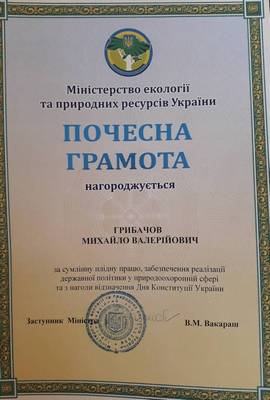 Міністерство екології
та природних ресурсів України
ПОЧЕСНА
ГРАМОТА
нагороджується
ГРИБАЧОВ
МИХАЙЛО ВАЛЕРІЙОВИЧ
за сумлінну плідну працю, забезпечення реалізації
державної політики у природоохоронній сфері
та з нагоди відзначення Дня Конституції України
Заступник Міністра В.М. Вакараш